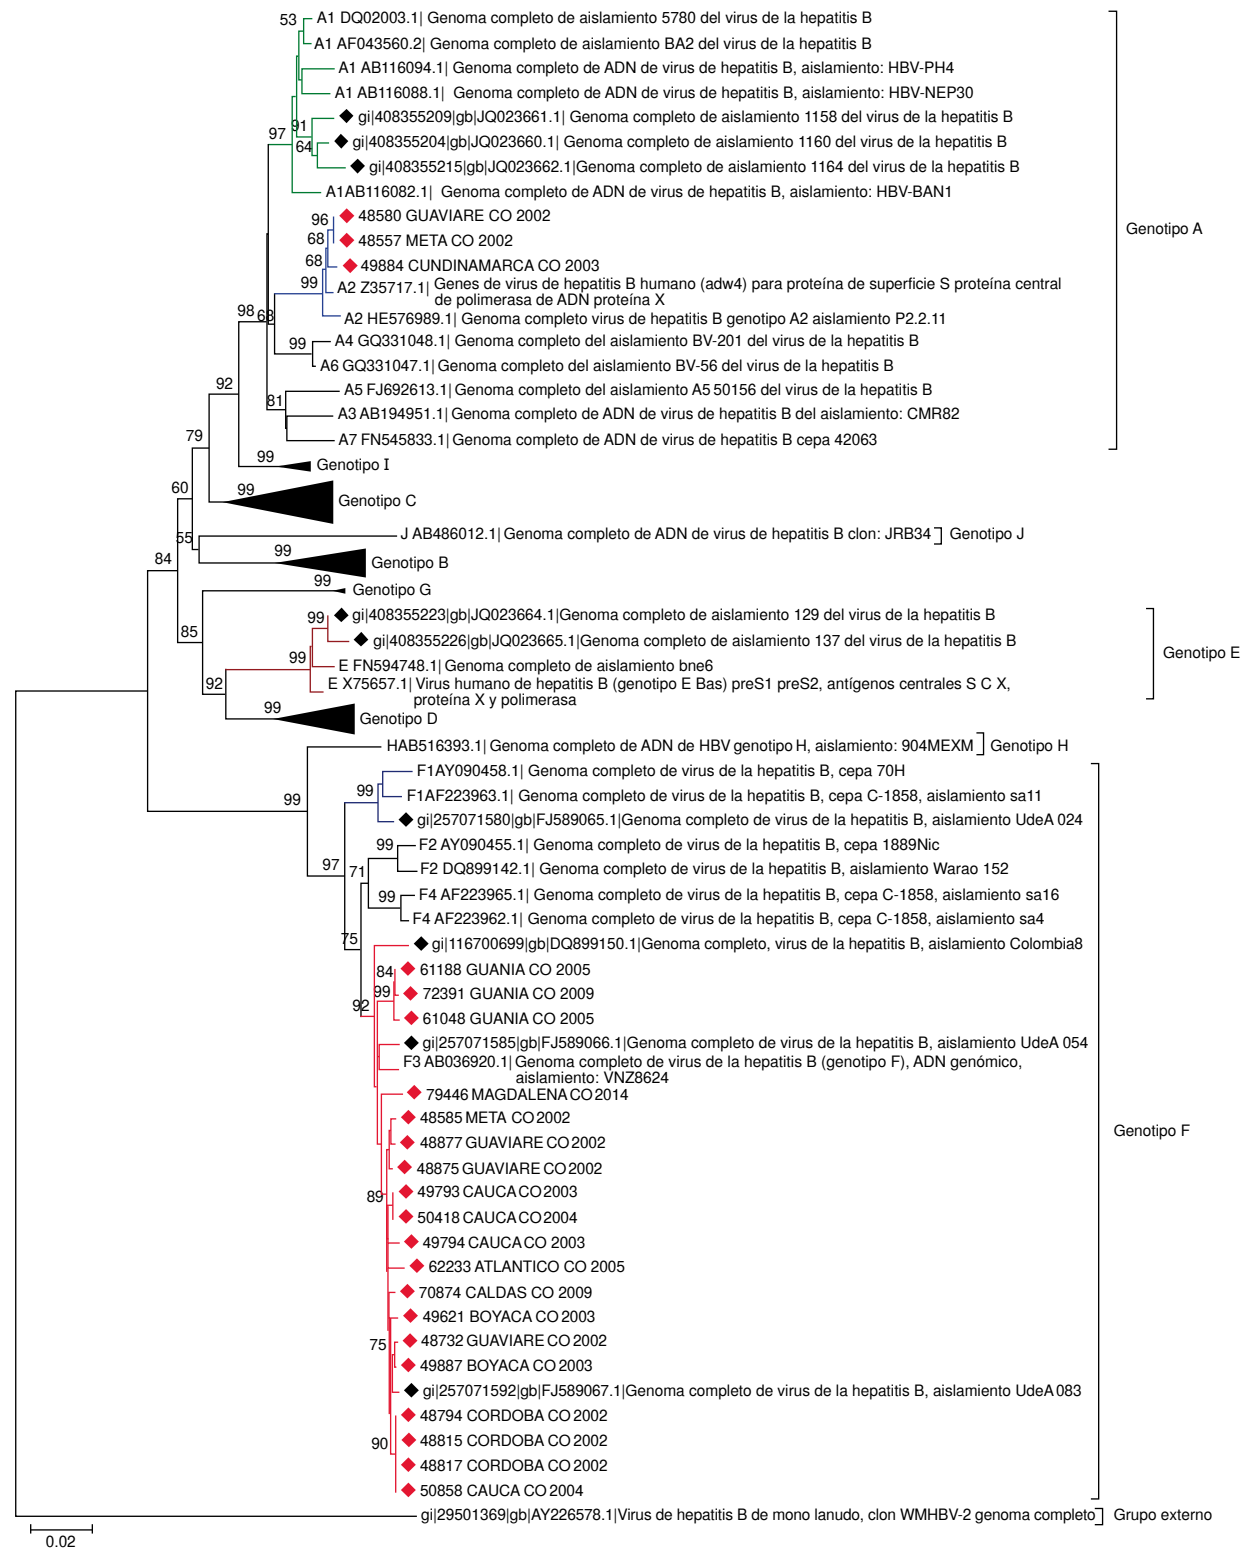 53
A1 DQ02003.1| Genoma completo de aislamiento 5780 del virus de la hepatitis B
A1 AF043560.2| Genoma completo de aislamiento BA2 del virus de la hepatitis B
A1 AB116094.1| Genoma completo de ADN de virus de hepatitis B, aislamiento: HBV-PH4
A1 AB116088.1| Genoma completo de ADN de virus de hepatitis B, aislamiento: HBV-NEP30
91
gi|408355209|gb|JQ023661.1| Genoma completo de aislamiento 1158 del virus de la hepatitis B
97
64
gi|408355204|gb|JQ023660.1| Genoma completo de aislamiento 1160 del virus de la hepatitis B
gi|408355215|gb|JQ023662.1|Genoma completo de aislamiento 1164 del virus de la hepatitis B
A1AB116082.1| Genoma completo de ADN de virus de hepatitis B, aislamiento: HBV-BAN1
96
48580 GUAVIARE CO 2002
Genotipo A
68
48557 META CO 2002
68
49884 CUNDINAMARCA CO 2003
99
A2 Z35717.1| Genes de virus de hepatitis B humano (adw4) para proteína de superficie S proteína central
de polimerasa de ADN proteína X
98
68
A2 HE576989.1| Genoma completo virus de hepatitis B genotipo A2 aislamiento P2.2.11
99
A4 GQ331048.1| Genoma completo del aislamiento BV-201 del virus de la hepatitis B
A6 GQ331047.1| Genoma completo del aislamiento BV-56 del virus de la hepatitis B
92
A5 FJ692613.1| Genoma completo del aislamiento A5 50156 del virus de la hepatitis B
81
A3 AB194951.1| Genoma completo de ADN de virus de hepatitis B del aislamiento: CMR82
79
A7 FN545833.1| Genoma completo de ADN de virus de hepatitis B cepa 42063
99
Genotipo I
60
99
Genotipo C
55
J AB486012.1| Genoma completo de ADN de virus de hepatitis B clon: JRB34
Genotipo J
84
99
Genotipo B
99
Genotipo G
99
gi|408355223|gb|JQ023664.1|Genoma completo de aislamiento 129 del virus de la hepatitis B
85
gi|408355226|gb|JQ023665.1|Genoma completo de aislamiento 137 del virus de la hepatitis B
Genotipo E
99
E FN594748.1| Genoma completo de aislamiento bne6
92
E X75657.1| Virus humano de hepatitis B (genotipo E Bas) preS1 preS2, antígenos centrales S C X,
proteína X y polimerasa
99
Genotipo D
HAB516393.1| Genoma completo de ADN de HBV genotipo H, aislamiento: 904MEXM
Genotipo H
F1AY090458.1| Genoma completo de virus de la hepatitis B, cepa 70H
99
99
F1AF223963.1| Genoma completo de virus de la hepatitis B, cepa C-1858, aislamiento sa11
gi|257071580|gb|FJ589065.1|Genoma completo de virus de la hepatitis B, aislamiento UdeA 024
99
F2 AY090455.1| Genoma completo de virus de la hepatitis B, cepa 1889Nic
97
71
F2 DQ899142.1| Genoma completo de virus de la hepatitis B, aislamiento Warao 152
99
F4 AF223965.1| Genoma completo de virus de la hepatitis B, cepa C-1858, aislamiento sa16
F4 AF223962.1| Genoma completo de virus de la hepatitis B, cepa C-1858, aislamiento sa4
75
gi|116700699|gb|DQ899150.1|Genoma completo, virus de la hepatitis B, aislamiento Colombia8
84
61188 GUANIA CO 2005
99
72391 GUANIA CO 2009
92
61048 GUANIA CO 2005
gi|257071585|gb|FJ589066.1|Genoma completo de virus de la hepatitis B, aislamiento UdeA 054
F3 AB036920.1| Genoma completo de virus de la hepatitis B (genotipo F), ADN genómico,
aislamiento: VNZ8624
79446 MAGDALENA CO 2014
48585 META CO 2002
Genotipo F
48877 GUAVIARE CO 2002
48875 GUAVIARE CO 2002
89
49793 CAUCA CO 2003
50418 CAUCA CO 2004
49794 CAUCA CO 2003
62233 ATLANTICO CO 2005
70874 CALDAS CO 2009
49621 BOYACA CO 2003
75
48732 GUAVIARE CO 2002
49887 BOYACA CO 2003
gi|257071592|gb|FJ589067.1|Genoma completo de virus de la hepatitis B, aislamiento UdeA 083
48794 CORDOBA CO 2002
90
48815 CORDOBA CO 2002
48817 CORDOBA CO 2002
50858 CAUCA CO 2004
gi|29501369|gb|AY226578.1|Virus de hepatitis B de mono lanudo, clon WMHBV-2 genoma completo
Grupo externo
0.02